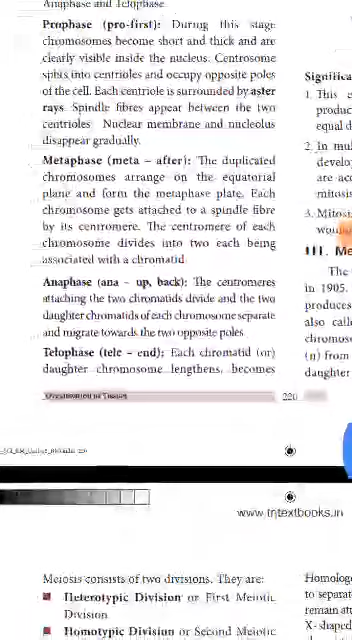 Anaphase and Telophase
Prophase (pro-first): During this stage
chromosomes become short and thick and are
clearly visible inside the nucleus. Centrosome
splits into centrioles and occupy opposite poles
of the cell. Each centriole is surrounded by aster
rays. Spindle fibres appear between the two
centrioles. Nuclear membrane and nucleolus
disappear gradually.
Metaphase (meta – after): The duplicated
chromosomes arrange on the equatorial
plane and form the metaphase plate. Each
chromosome gets attached to a spindle fibre
by its centromere. The centromere of each
chromosome divides into two each being
associated with a chromatid.
Anaphase (ana – up, back): The centromeres
attaching the two chromatids divide and the two
daughter chromatids of each chromosome separate
and migrate towards the two opposite poles.
Telophase (tele – end): Each chromatid (or)
daughter chromosome lengthens, becomes
Organization of Tissues
220
Significa
1. This e
produc
equal d
2. In mul
develop
are acc
mitosis
3. Mitosi
woun
III. Me
The
in 1905.
produces
also calle
chromoso
(n) from
daughter
www.tntextbooks.in
Meiosis consists of two divisions. They are:
Heterotypic Division or First Meiotic
Division
Homotypic Division or Second Meiotic
Homolog
to separat
remain att
X- shaped